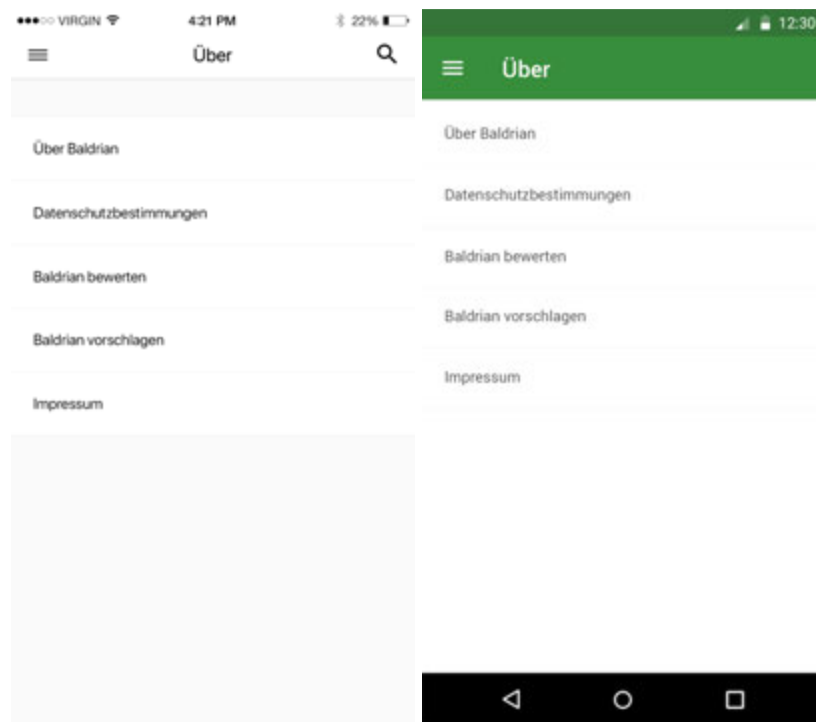 VIRGIN 4:21 PM 22%
Über
Über Baldrian
Datenschutzbestimmungen
Baldrian bewerten
Baldrian vorschlagen
Impressum
12:30
Über
Über Baldrian
Datenschutzbestimmungen
Baldrian bewerten
Baldrian vorschlagen
Impressum